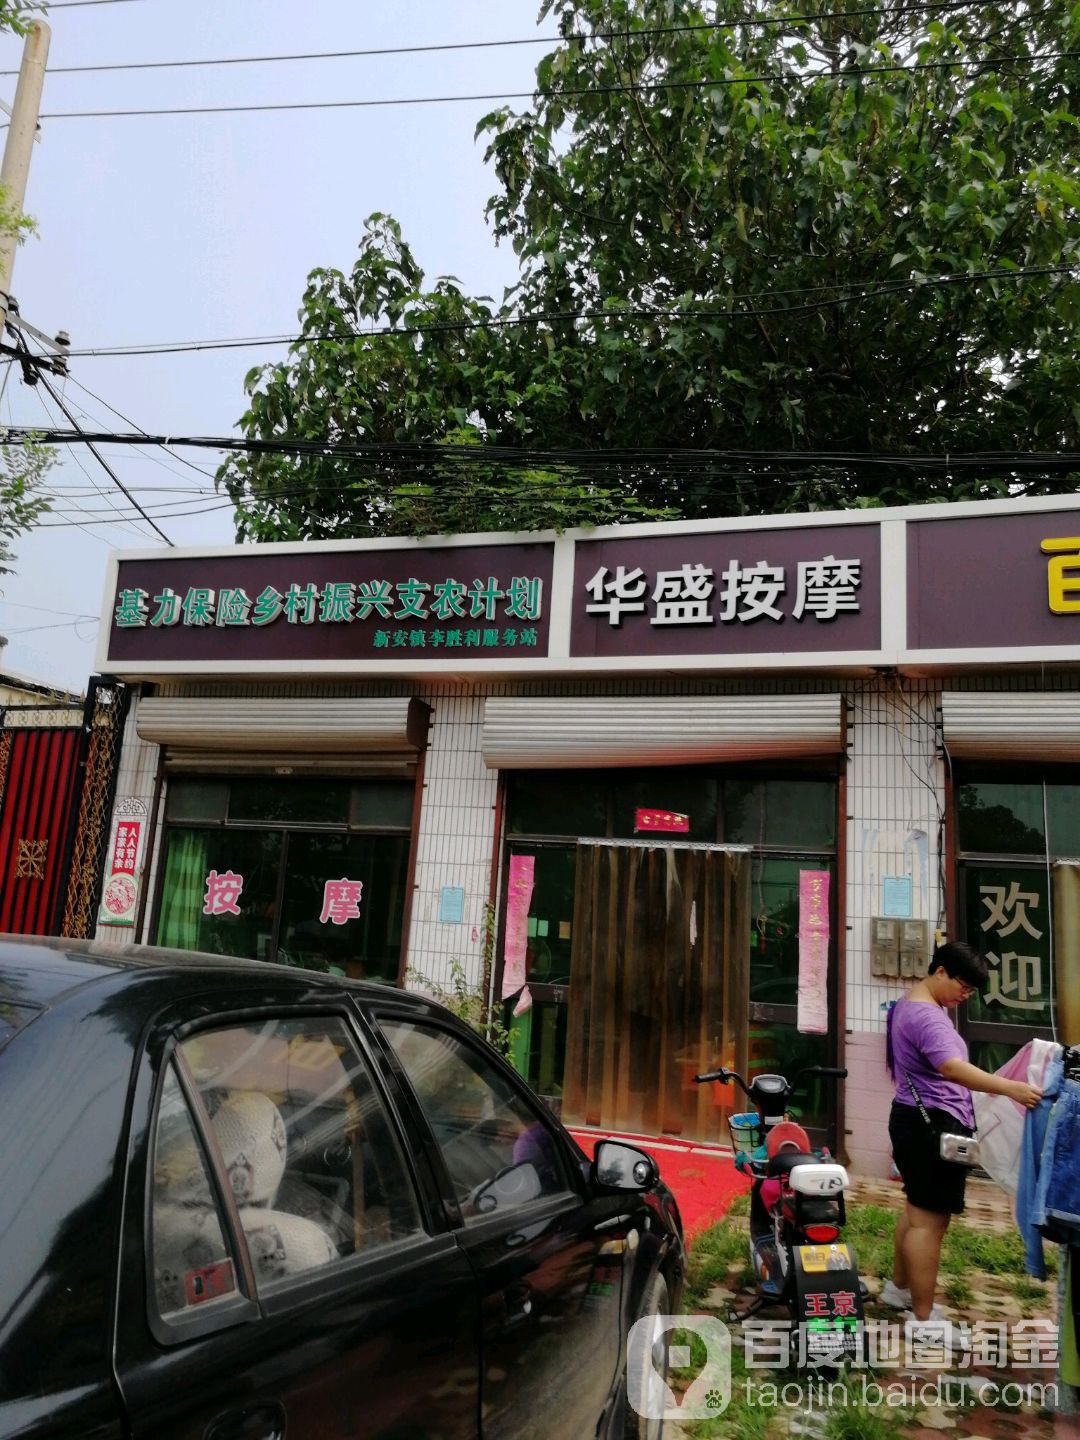 基力保险乡村振兴支农计划
新安镇李胜利服务站
华盛按摩
按 摩
人人节约
家家有余
欢迎
王京
百度地图淘金
taojin.baidu.com